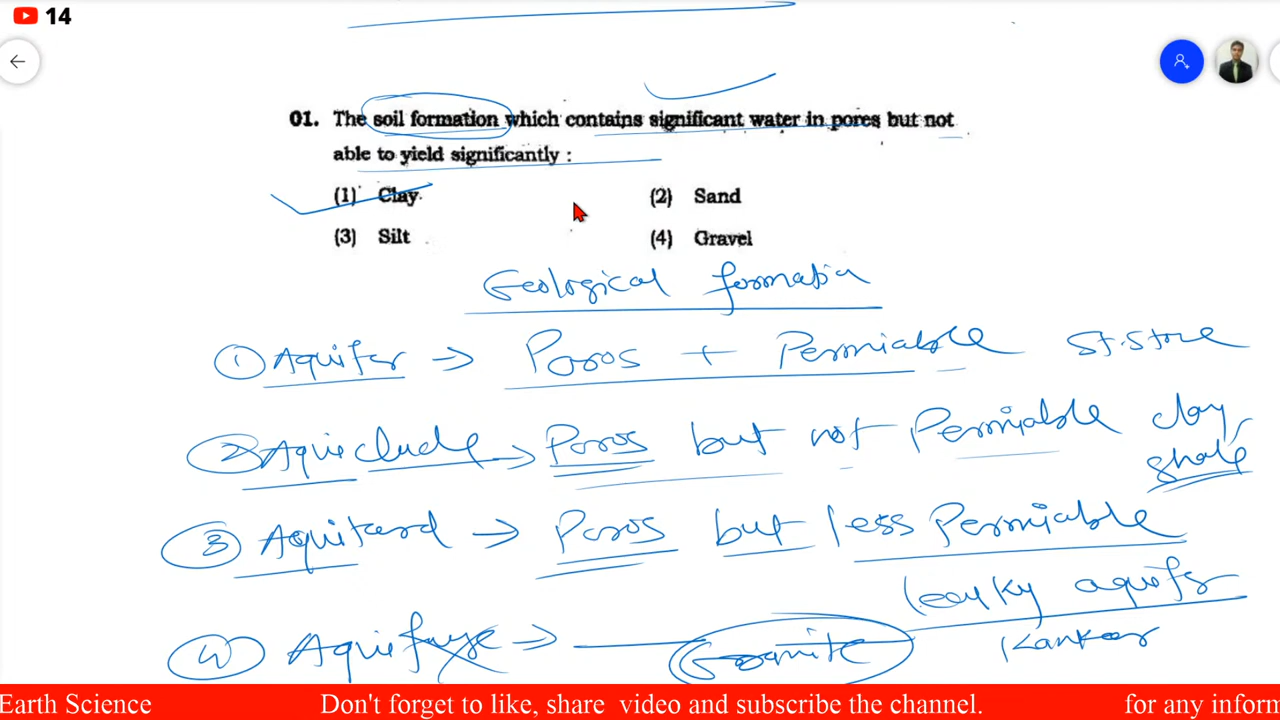 14
01. The soil formation which contains significant water in pores but not
able to yield significantly :
(1) Clay (2) Sand
(3) Silt (4) Gravel
Geological formation
① Aquifer → Poros + Permiable St. Stone
② Aquieclude → Poros but not Permiable clay,
shale
③ Aquitard → Poros but less Permiable
leaky aquifer
④ Aquiefuge → Granite Kankar
Earth Science Don't forget to like, share video and subscribe the channel. for any inform